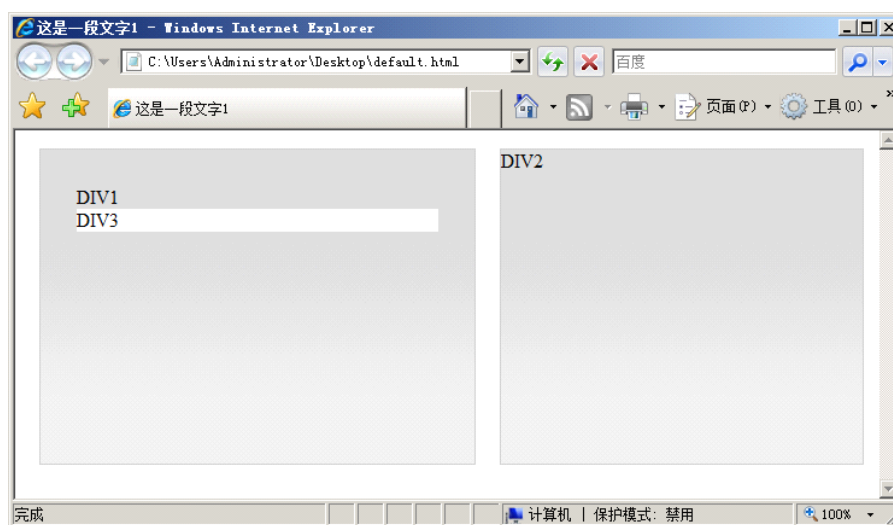 这是一段文字1 - Windows Internet Explorer
C:\Users\Administrator\Desktop\default.html
百度
这是一段文字1
页面(P)
工具(O)
»
DIV1
DIV3
DIV2
完成
计算机 | 保护模式: 禁用
100%